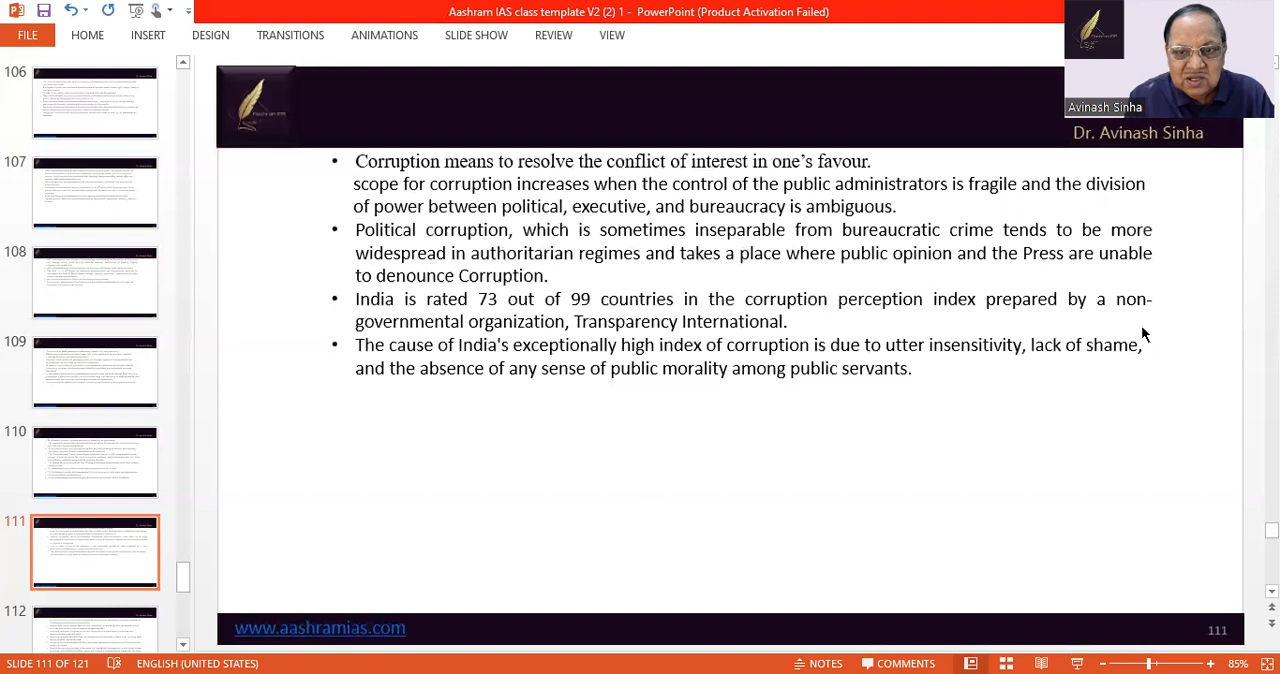 Aashram IAS class template V2 (2) 1 - PowerPoint (Product Activation Failed)
FILE HOME INSERT DESIGN TRANSITIONS ANIMATIONS SLIDE SHOW REVIEW VIEW
Avinash Sinha
Dr. Avinash Sinha
106
107
108
109
110
111
112
• Corruption means to resolve the conflict of interest in one's favour.
scope for corruption increases when the control of the public administrators is fragile and the division
of power between political, executive, and bureaucracy is ambiguous.
• Political corruption, which is sometimes inseparable from bureaucratic crime tends to be more
widespread in authoritarian regimes and takes a place where public opinion and the Press are unable
to denounce Corruption.
• India is rated 73 out of 99 countries in the corruption perception index prepared by a non-
governmental organization, Transparency International.
• The cause of India's exceptionally high index of corruption is due to utter insensitivity, lack of shame,
and the absence of any sense of public morality among public servants.
www.aashramias.com
111
SLIDE 111 OF 121 ENGLISH (UNITED STATES) NOTES COMMENTS 85%